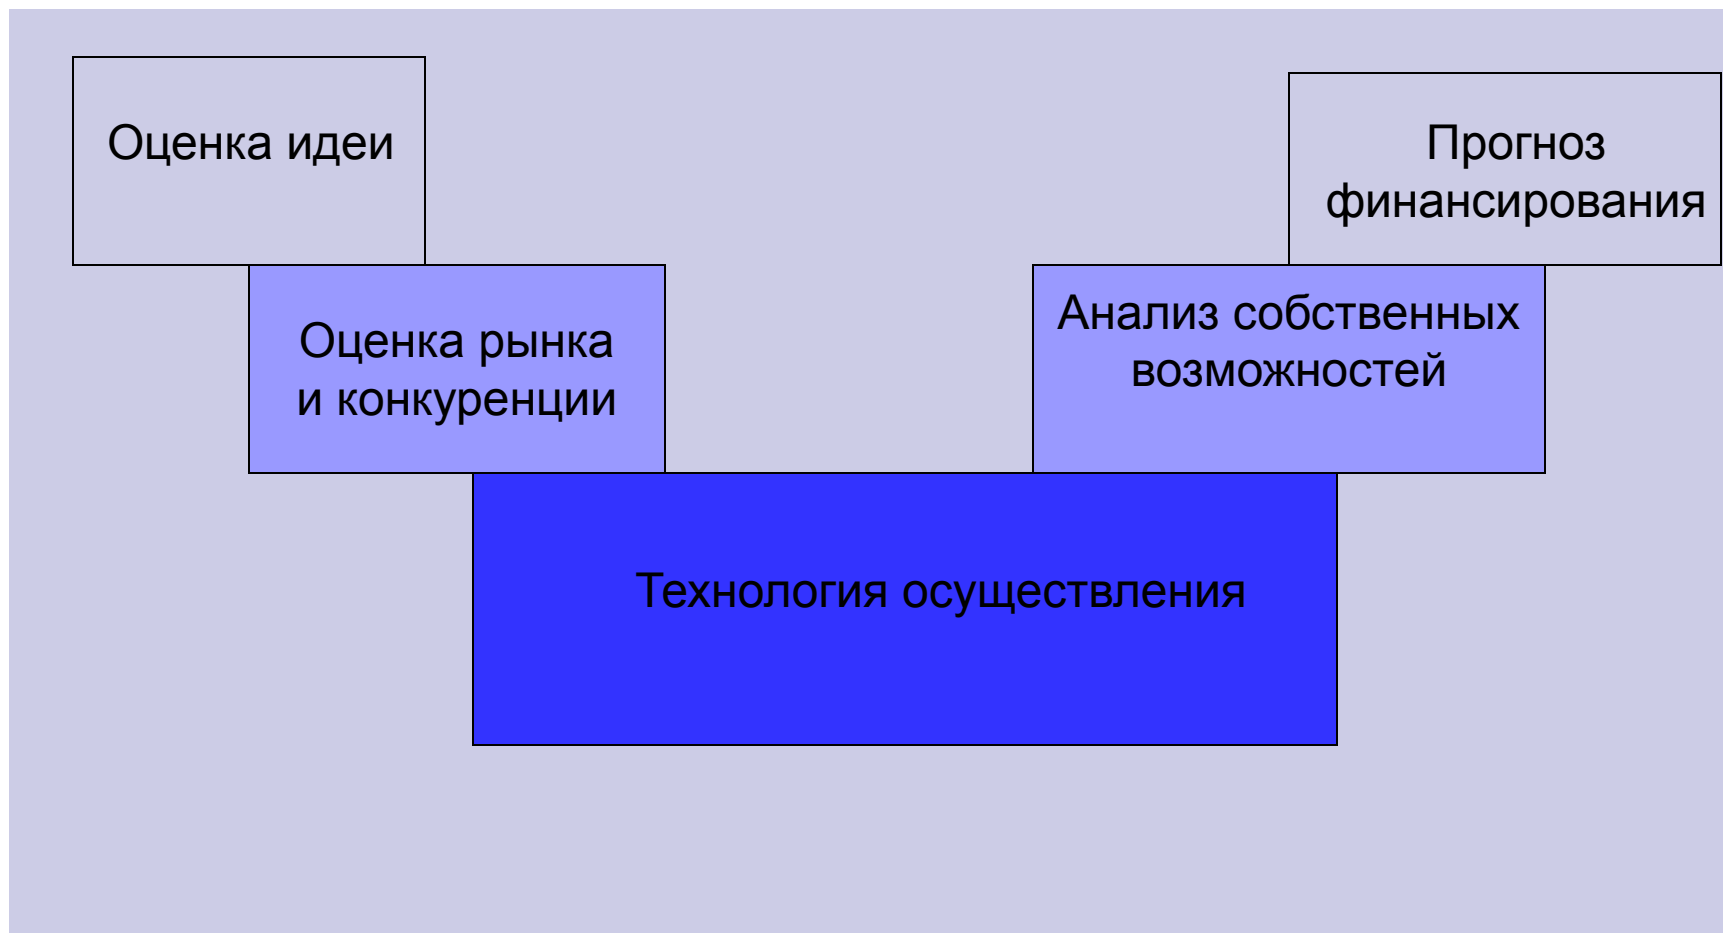 Оценка идеи
Прогноз
финансирования
Оценка рынка
и конкуренции
Анализ собственных
возможностей
Технология осуществления